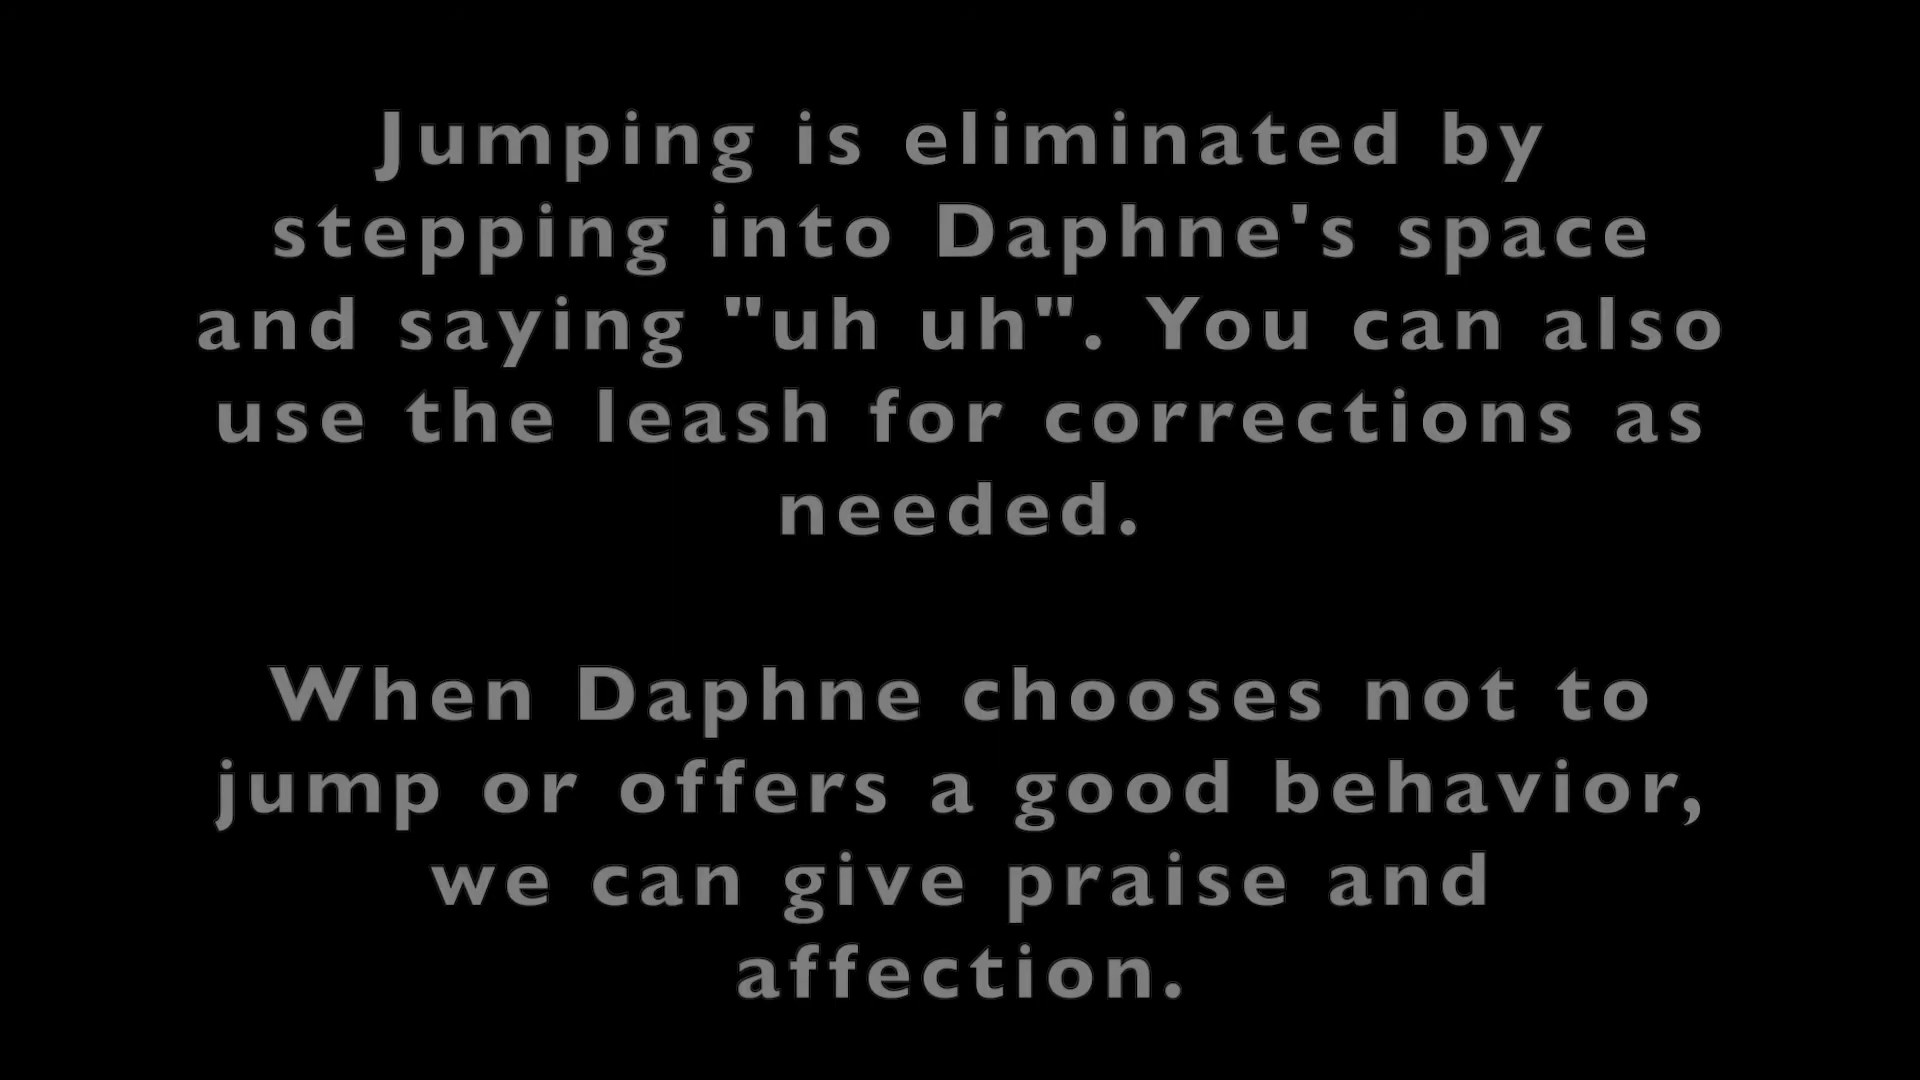 Jumping is eliminated by
stepping into Daphne's space
and saying "uh uh". You can also
use the leash for corrections as
needed.
When Daphne chooses not to
jump or offers a good behavior,
we can give praise and
affection.